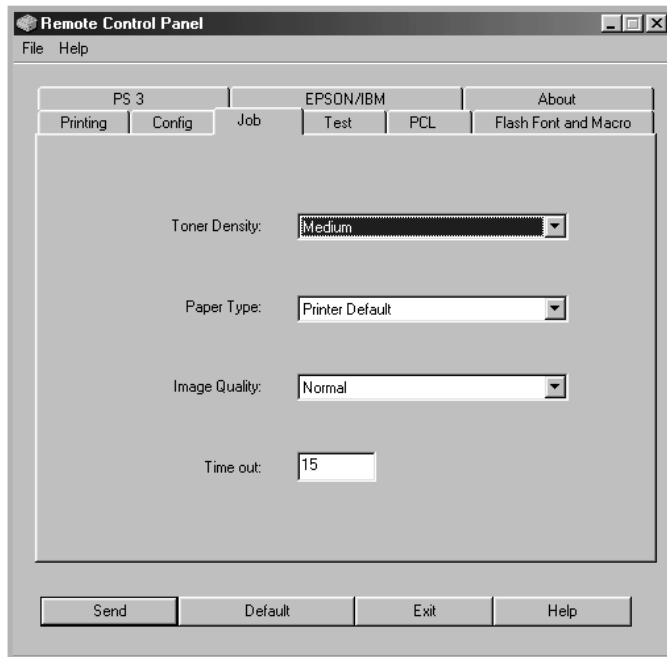 Remote Control Panel
File Help
PS 3 EPSON/IBM About
Printing Config Job Test PCL Flash Font and Macro
Toner Density: Medium
Paper Type: Printer Default
Image Quality: Normal
Time out: 15
Send Default Exit Help